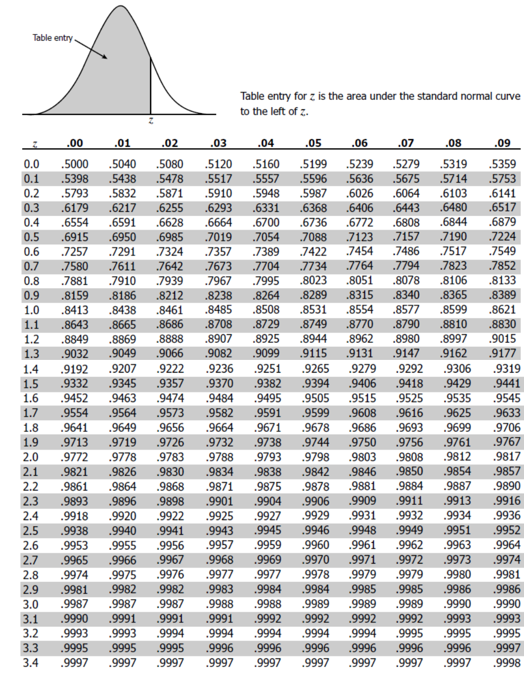 Table entry
Table entry for z is the area under the standard normal curve
to the left of z.
z
z .00 .01 .02 .03 .04 .05 .06 .07 .08 .09
0.0 .5000 .5040 .5080 .5120 .5160 .5199 .5239 .5279 .5319 .5359
0.1 .5398 .5438 .5478 .5517 .5557 .5596 .5636 .5675 .5714 .5753
0.2 .5793 .5832 .5871 .5910 .5948 .5987 .6026 .6064 .6103 .6141
0.3 .6179 .6217 .6255 .6293 .6331 .6368 .6406 .6443 .6480 .6517
0.4 .6554 .6591 .6628 .6664 .6700 .6736 .6772 .6808 .6844 .6879
0.5 .6915 .6950 .6985 .7019 .7054 .7088 .7123 .7157 .7190 .7224
0.6 .7257 .7291 .7324 .7357 .7389 .7422 .7454 .7486 .7517 .7549
0.7 .7580 .7611 .7642 .7673 .7704 .7734 .7764 .7794 .7823 .7852
0.8 .7881 .7910 .7939 .7967 .7995 .8023 .8051 .8078 .8106 .8133
0.9 .8159 .8186 .8212 .8238 .8264 .8289 .8315 .8340 .8365 .8389
1.0 .8413 .8438 .8461 .8485 .8508 .8531 .8554 .8577 .8599 .8621
1.1 .8643 .8665 .8686 .8708 .8729 .8749 .8770 .8790 .8810 .8830
1.2 .8849 .8869 .8888 .8907 .8925 .8944 .8962 .8980 .8997 .9015
1.3 .9032 .9049 .9066 .9082 .9099 .9115 .9131 .9147 .9162 .9177
1.4 .9192 .9207 .9222 .9236 .9251 .9265 .9279 .9292 .9306 .9319
1.5 .9332 .9345 .9357 .9370 .9382 .9394 .9406 .9418 .9429 .9441
1.6 .9452 .9463 .9474 .9484 .9495 .9505 .9515 .9525 .9535 .9545
1.7 .9554 .9564 .9573 .9582 .9591 .9599 .9608 .9616 .9625 .9633
1.8 .9641 .9649 .9656 .9664 .9671 .9678 .9686 .9693 .9699 .9706
1.9 .9713 .9719 .9726 .9732 .9738 .9744 .9750 .9756 .9761 .9767
2.0 .9772 .9778 .9783 .9788 .9793 .9798 .9803 .9808 .9812 .9817
2.1 .9821 .9826 .9830 .9834 .9838 .9842 .9846 .9850 .9854 .9857
2.2 .9861 .9864 .9868 .9871 .9875 .9878 .9881 .9884 .9887 .9890
2.3 .9893 .9896 .9898 .9901 .9904 .9906 .9909 .9911 .9913 .9916
2.4 .9918 .9920 .9922 .9925 .9927 .9929 .9931 .9932 .9934 .9936
2.5 .9938 .9940 .9941 .9943 .9945 .9946 .9948 .9949 .9951 .9952
2.6 .9953 .9955 .9956 .9957 .9959 .9960 .9961 .9962 .9963 .9964
2.7 .9965 .9966 .9967 .9968 .9969 .9970 .9971 .9972 .9973 .9974
2.8 .9974 .9975 .9976 .9977 .9977 .9978 .9979 .9979 .9980 .9981
2.9 .9981 .9982 .9982 .9983 .9984 .9984 .9985 .9985 .9986 .9986
3.0 .9987 .9987 .9987 .9988 .9988 .9989 .9989 .9989 .9990 .9990
3.1 .9990 .9991 .9991 .9991 .9992 .9992 .9992 .9992 .9993 .9993
3.2 .9993 .9993 .9994 .9994 .9994 .9994 .9994 .9995 .9995 .9995
3.3 .9995 .9995 .9995 .9996 .9996 .9996 .9996 .9996 .9996 .9997
3.4 .9997 .9997 .9997 .9997 .9997 .9997 .9997 .9997 .9997 .9998